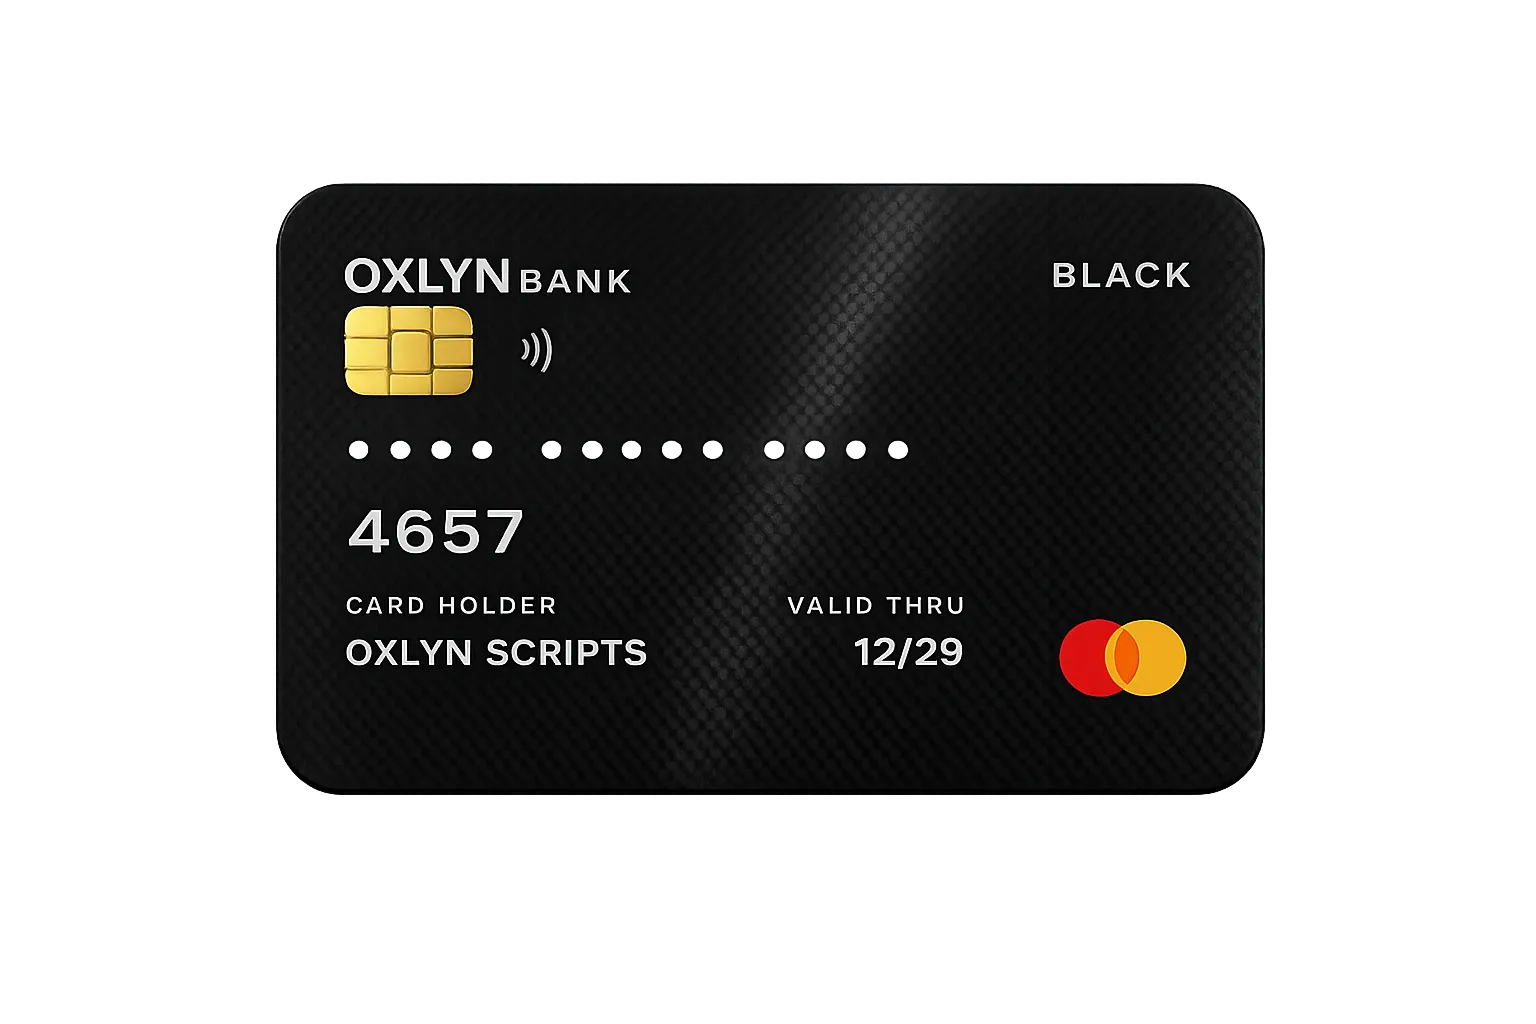 OXLYN BANK
BLACK
•••• ••••• ••••
4657
CARD HOLDER
OXLYN SCRIPTS
VALID THRU
12/29